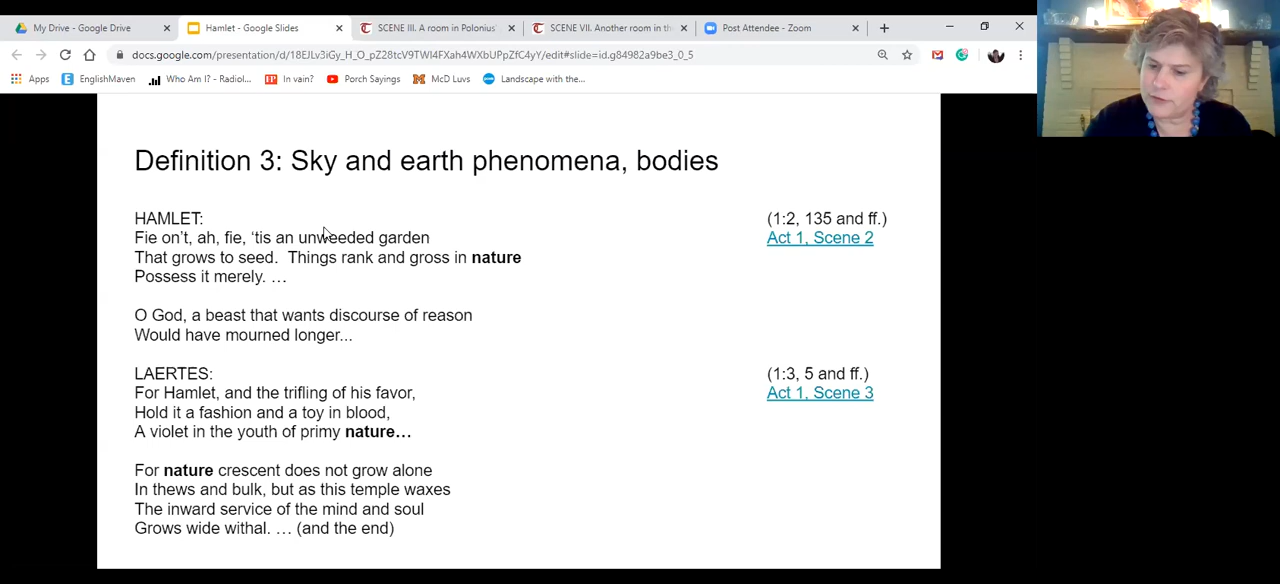 My Drive - Google Drive
Hamlet - Google Slides
SCENE III. A room in Polonius'
SCENE VII. Another room in th
Post Attendee - Zoom
docs.google.com/presentation/d/18EJLv3iGy_H_O_pZ28tcV9TWI4FXah4WXbUPpZfC4yY/edit#slide=id.g84982a9be3_0_5
Apps
EnglishMaven
Who Am I? - Radiol...
In vain?
Porch Sayings
McD Luvs
Landscape with the...
Definition 3: Sky and earth phenomena, bodies
HAMLET:
(1:2, 135 and ff.)
Fie on't, ah, fie, 'tis an unweeded garden
Act 1, Scene 2
That grows to seed.  Things rank and gross in nature
Possess it merely. …
O God, a beast that wants discourse of reason
Would have mourned longer...
LAERTES:
(1:3, 5 and ff.)
For Hamlet, and the trifling of his favor,
Act 1, Scene 3
Hold it a fashion and a toy in blood,
A violet in the youth of primy nature…
For nature crescent does not grow alone
In thews and bulk, but as this temple waxes
The inward service of the mind and soul
Grows wide withal. … (and the end)